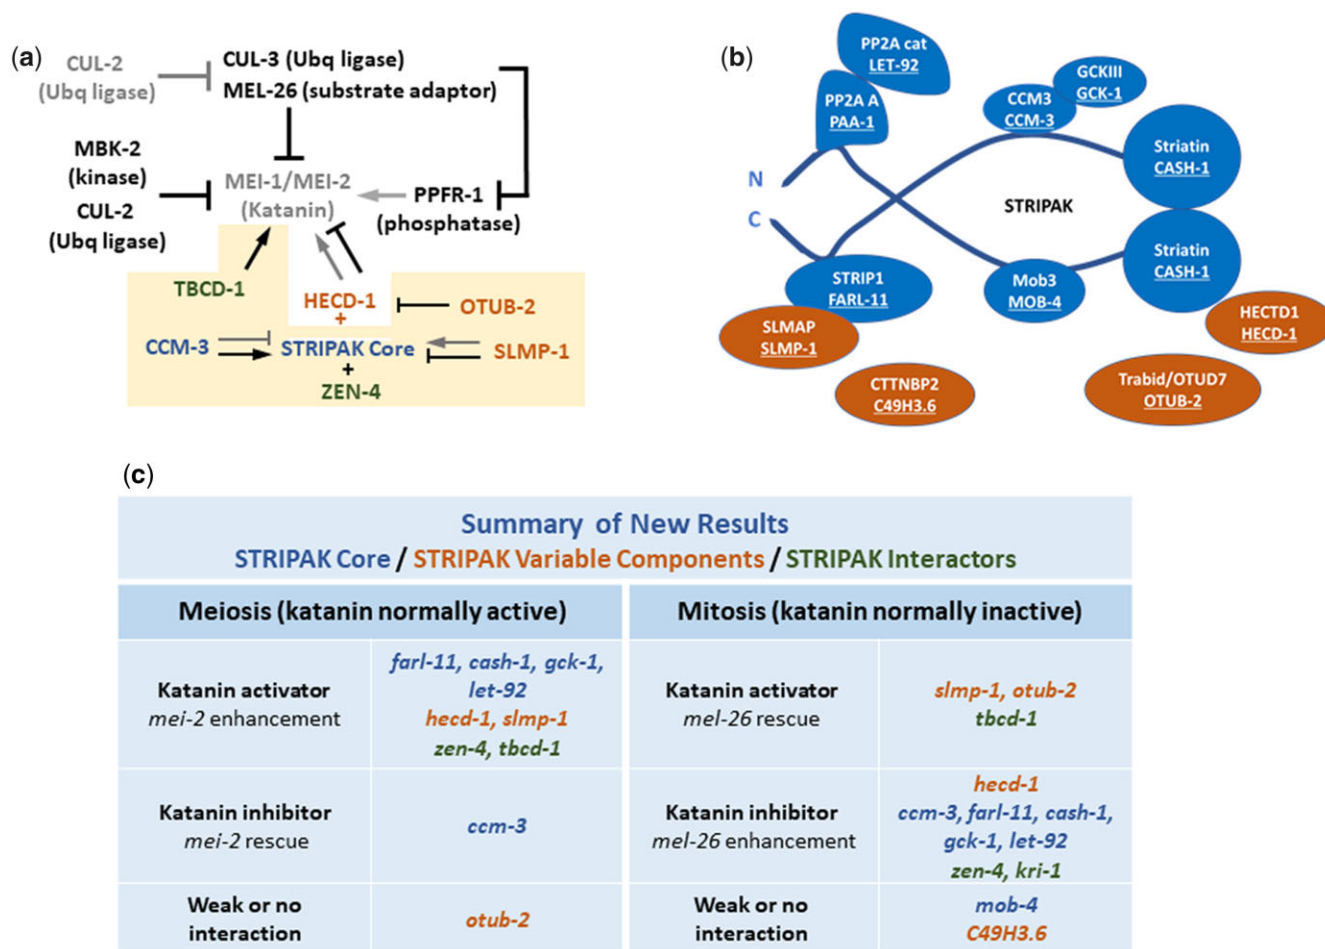 (a)
CUL-2
(Ubq ligase)
CUL-3 (Ubq ligase)
MEL-26 (substrate adaptor)
MBK-2
(kinase)
CUL-2
(Ubq ligase)
MEI-1/MEI-2
(Katanin)
PPFR-1
(phosphatase)
TBCD-1
HECD-1
+
OTUB-2
CCM-3
STRIPAK Core
SLMP-1
+
ZEN-4
(b)
PP2A cat
LET-92
PP2A A
PAA-1
GCKIII
GCK-1
CCM3
CCM-3
Striatin
CASH-1
N
C
STRIPAK
Striatin
CASH-1
STRIP1
FARL-11
Mob3
MOB-4
SLMAP
SLMP-1
HECTD1
HECD-1
CTTNBP2
C49H3.6
Trabid/OTUD7
OTUB-2
(c)
Summary of New Results
STRIPAK Core / STRIPAK Variable Components / STRIPAK Interactors
Meiosis (katanin normally active)
Mitosis (katanin normally inactive)
Katanin activator
mei-2 enhancement
farl-11, cash-1, gck-1,
let-92
hecd-1, slmp-1
zen-4, tbcd-1
Katanin activator
mel-26 rescue
slmp-1, otub-2
tbcd-1
Katanin inhibitor
mei-2 rescue
ccm-3
Katanin inhibitor
mel-26 enhancement
hecd-1
ccm-3, farl-11, cash-1,
gck-1, let-92
zen-4, kri-1
Weak or no
interaction
otub-2
Weak or no
interaction
mob-4
C49H3.6